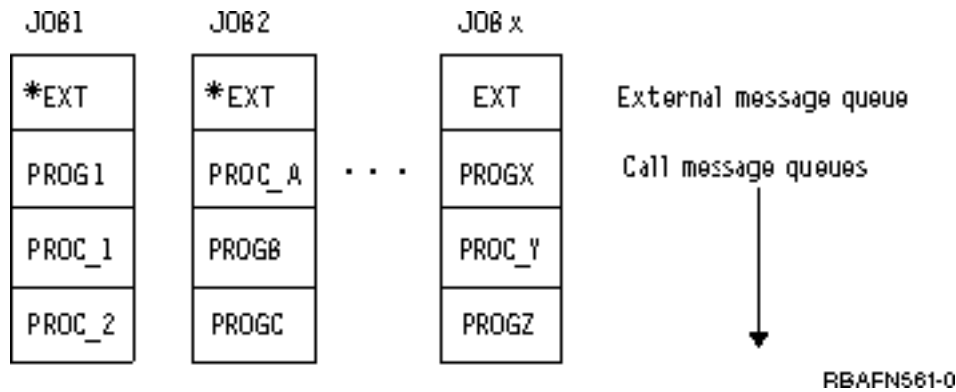 JOB1 JOB2 JOB x
*EXT *EXT EXT External message queue
PROG1 PROC_A . . . PROGX Call message queues
PROC_1 PROGB PROC_Y
PROC_2 PROGC PROGZ
RBAFN561-0